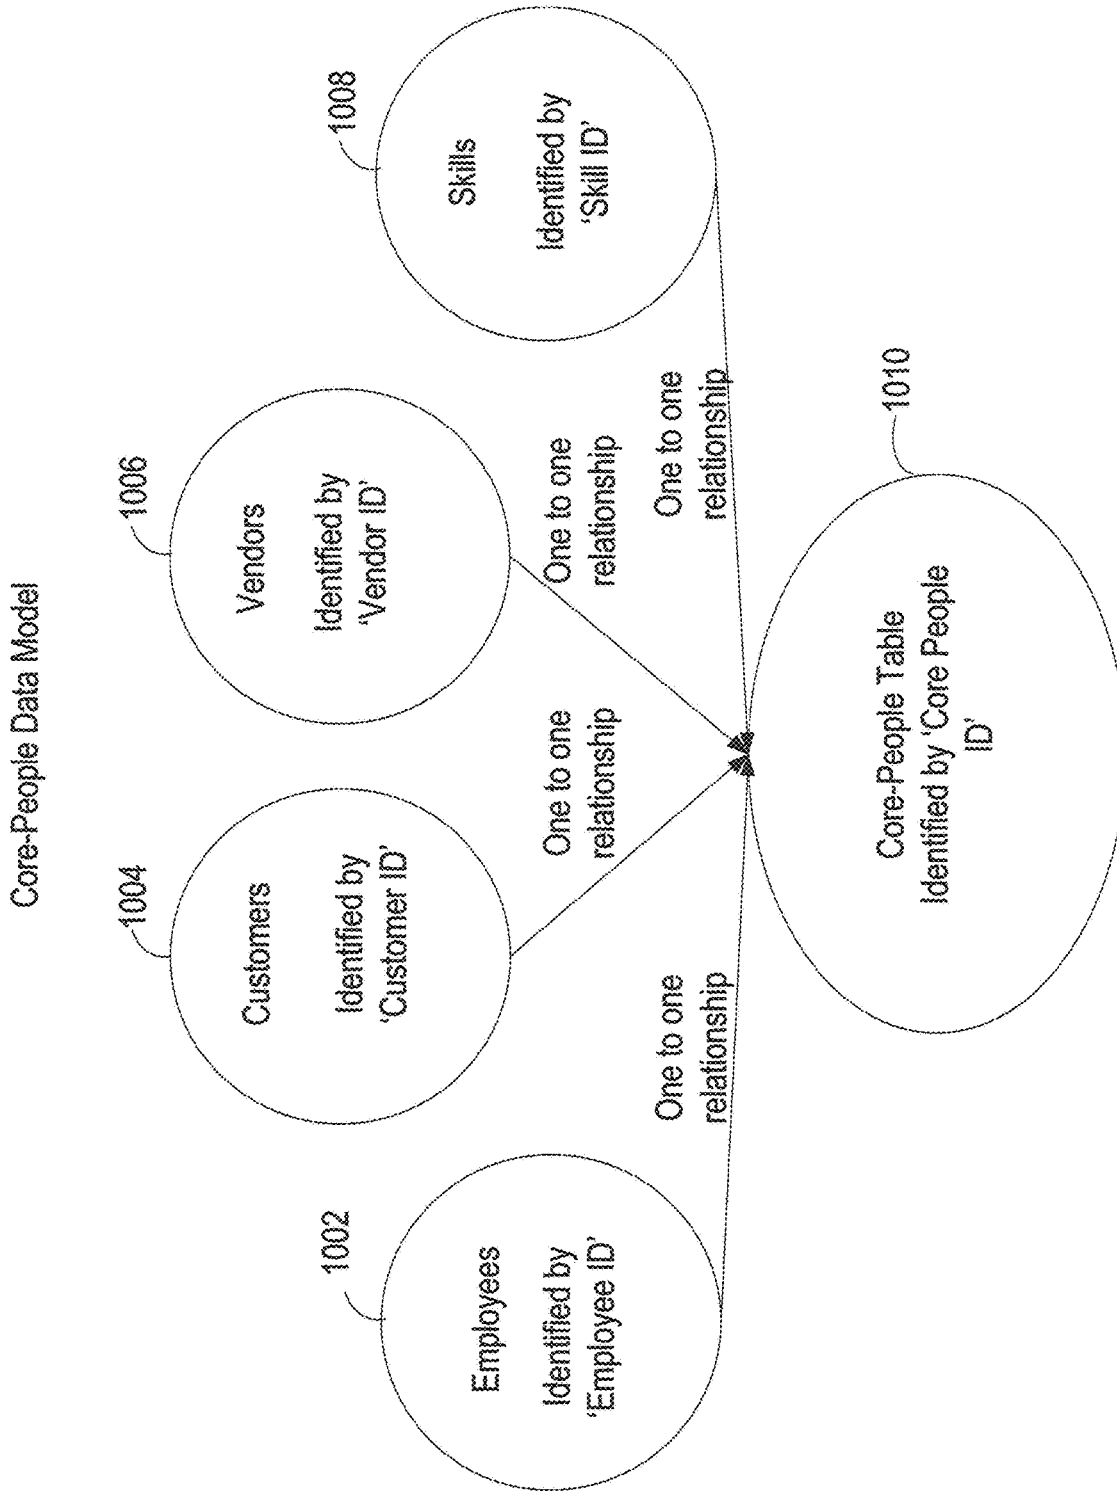 Core-People Data Model
1002
Employees
Identified by
‘Employee ID’
1004
Customers
Identified by
‘Customer ID’
1006
Vendors
Identified by
‘Vendor ID’
1008
Skills
Identified by
‘Skill ID’
One to one
relationship
One to one
relationship
One to one
relationship
One to one
relationship
1010
Core-People Table
Identified by ‘Core People
ID’